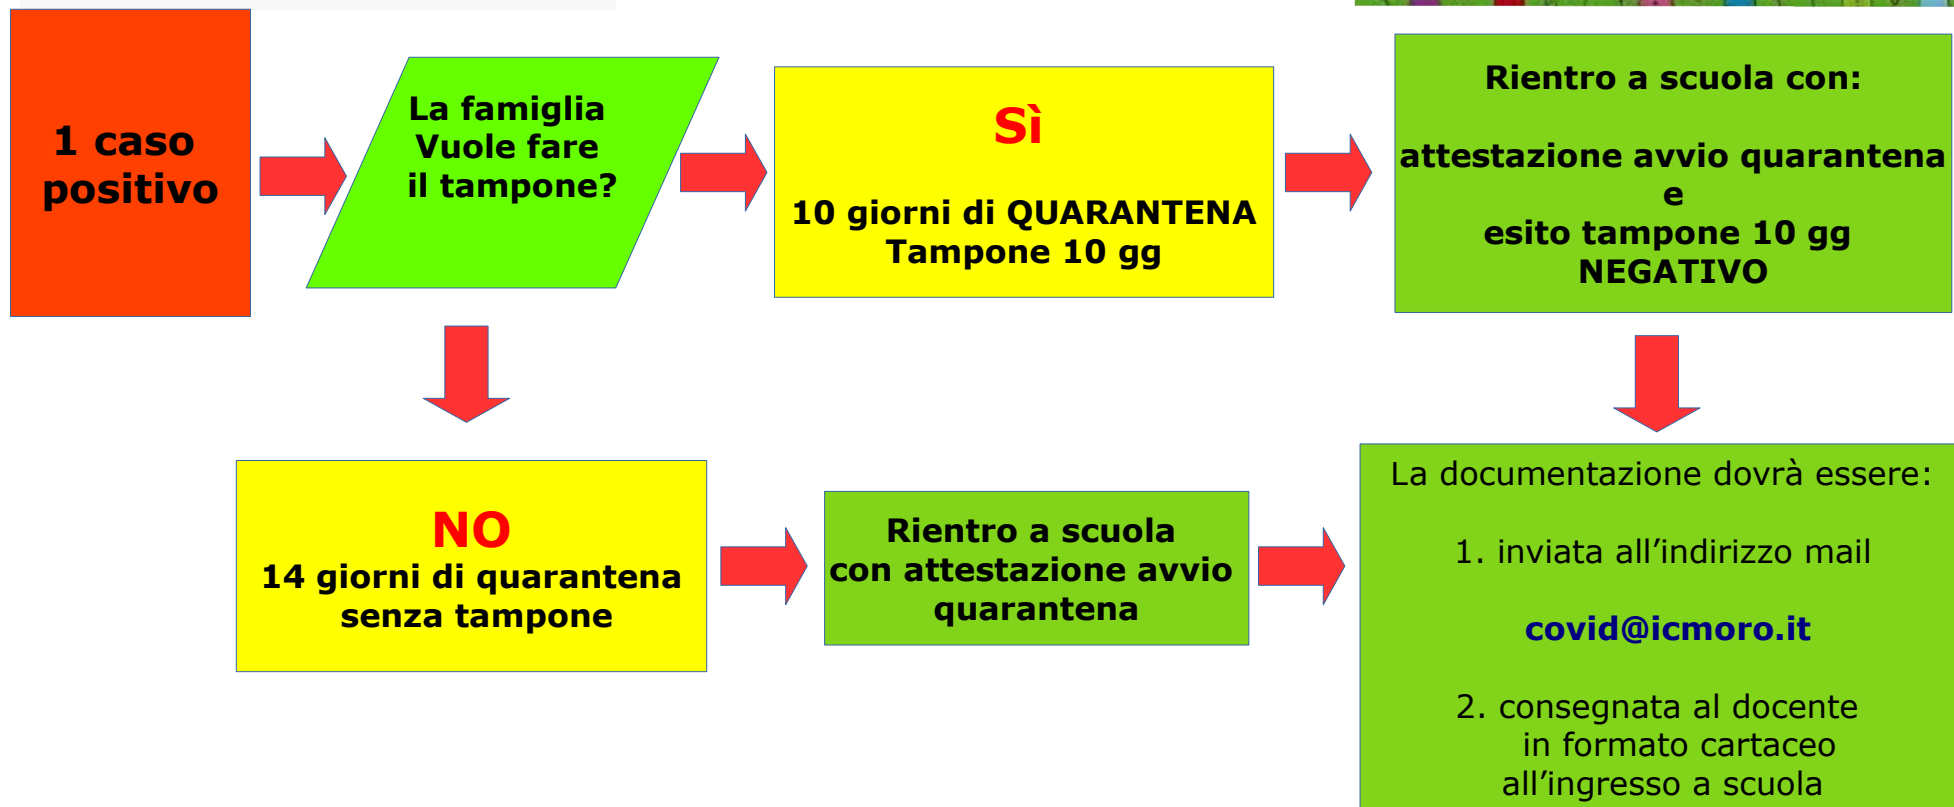 1 caso
positivo
La famiglia
Vuole fare
il tampone?
Sì
10 giorni di QUARANTENA
Tampone 10 gg
Rientro a scuola con:
attestazione avvio quarantena
e
esito tampone 10 gg
NEGATIVO
NO
14 giorni di quarantena
senza tampone
Rientro a scuola
con attestazione avvio
quarantena
La documentazione dovrà essere:
1. inviata all’indirizzo mail
covid@icmoro.it
2. consegnata al docente
in formato cartaceo
all’ingresso a scuola